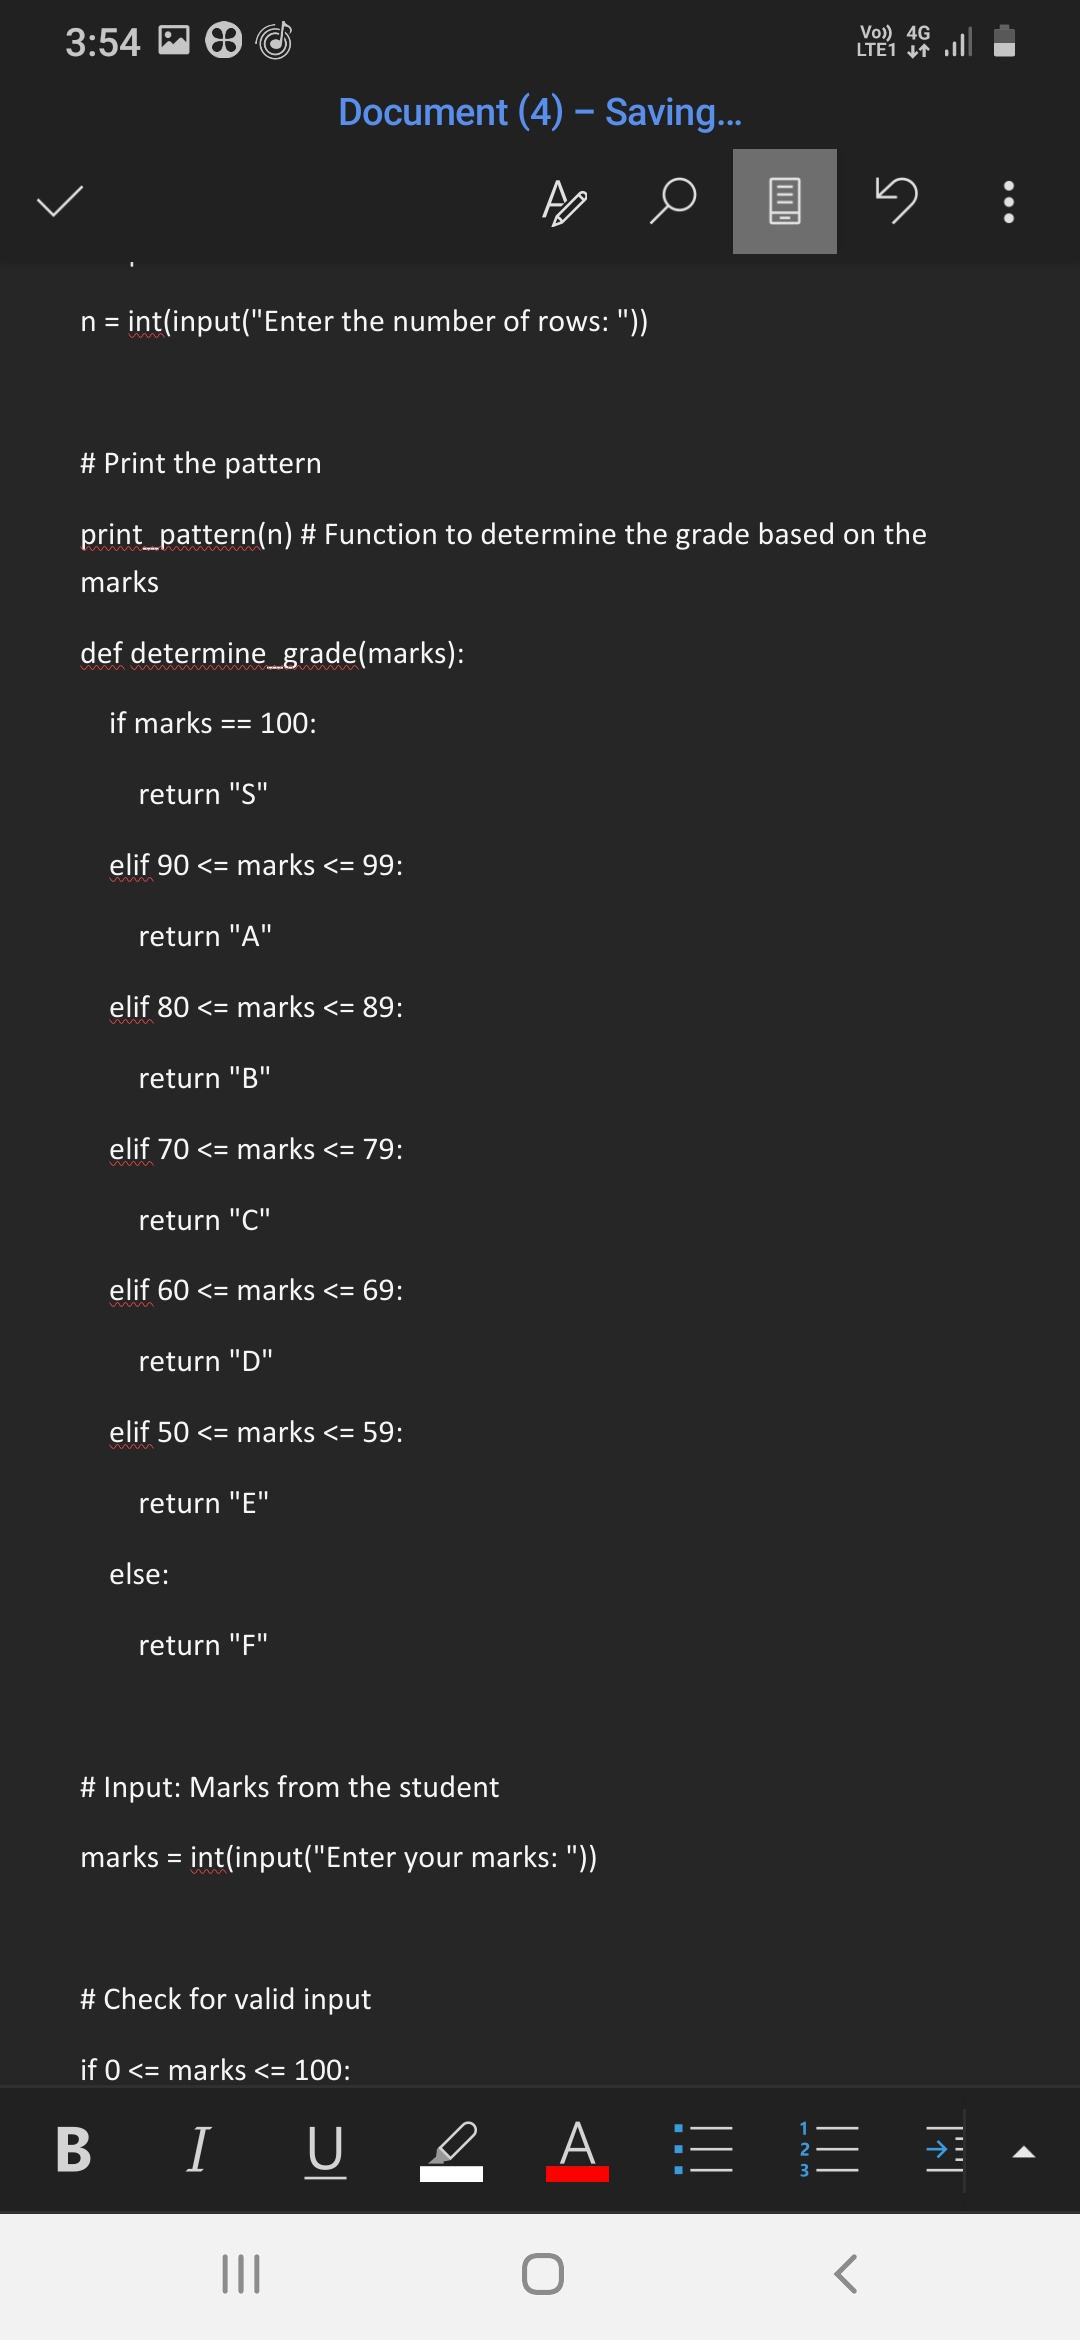 3:54
Vo)) 4G
LTE1
Document (4) – Saving...
n = int(input("Enter the number of rows: "))
# Print the pattern
print_pattern(n) # Function to determine the grade based on the
marks
def determine_grade(marks):
if marks == 100:
return "S"
elif 90 <= marks <= 99:
return "A"
elif 80 <= marks <= 89:
return "B"
elif 70 <= marks <= 79:
return "C"
elif 60 <= marks <= 69:
return "D"
elif 50 <= marks <= 59:
return "E"
else:
return "F"
# Input: Marks from the student
marks = int(input("Enter your marks: "))
# Check for valid input
if 0 <= marks <= 100:
B I U A 1 2 3